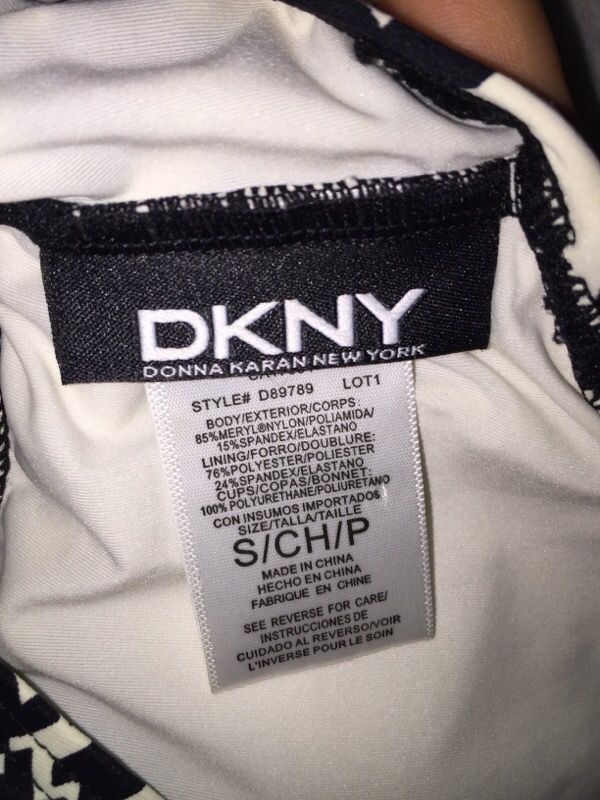 DKNY
DONNA KARAN NEW YORK
STYLE# D89789 LOT1
BODY/EXTERIOR/CORPS:
85%MERYL®NYLON/POLIAMIDA/
15%SPANDEX/ELASTANO
LINING/FORRO/DOUBLURE:
76%POLYESTER/POLIESTER
24%SPANDEX/ELASTANO
CUPS/COPAS/BONNET:
100%POLYURETHANE/POLIURETANO
CON INSUMOS IMPORTADOS
SIZE/TALLA/TAILLE
S/CH/P
MADE IN CHINA
HECHO EN CHINA
FABRIQUE EN CHINE
SEE REVERSE FOR CARE/
INSTRUCCIONES DE
CUIDADO AL REVERSO/VOIR
L'INVERSE POUR LE SOIN